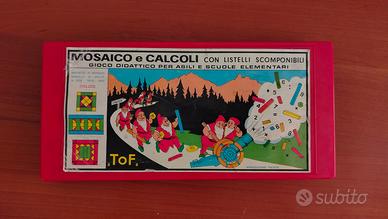 MOSAICO e CALCOLI CON LISTELLI SCOMPONIBILI
GIOCO DIDATTICO PER ASILI E SCUOLE ELEMENTARI
.ToF.
subito